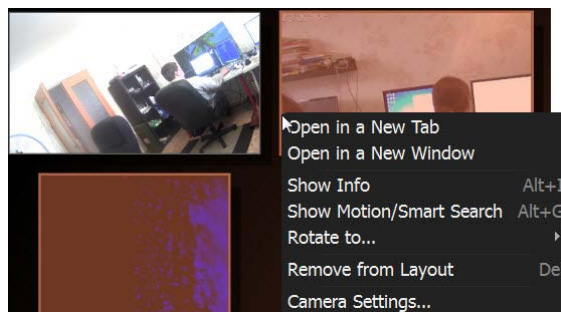 Open in a New Tab
Open in a New Window
Show Info Alt+I
Show Motion/Smart Search Alt+G
Rotate to...
Remove from Layout De
Camera Settings...